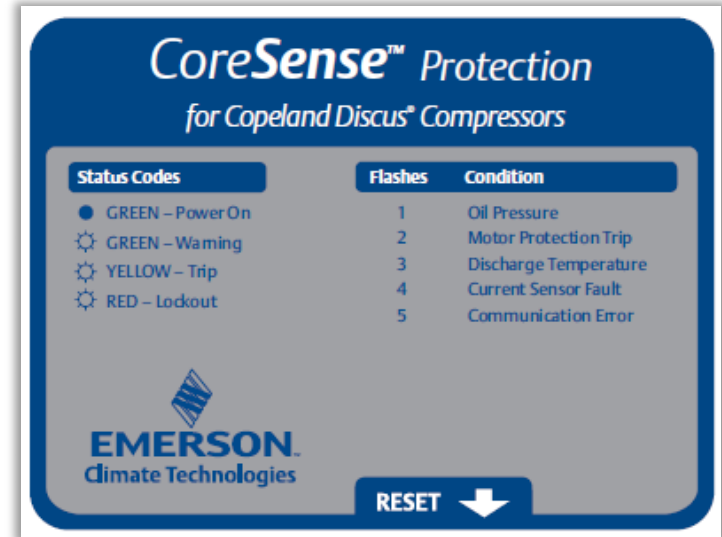 CoreSense™ Protection
for Copeland Discus® Compressors
Status Codes
GREEN – Power On
GREEN – Warning
YELLOW – Trip
RED – Lockout
Flashes Condition
1 Oil Pressure
2 Motor Protection Trip
3 Discharge Temperature
4 Current Sensor Fault
5 Communication Error
EMERSON.
Climate Technologies
RESET